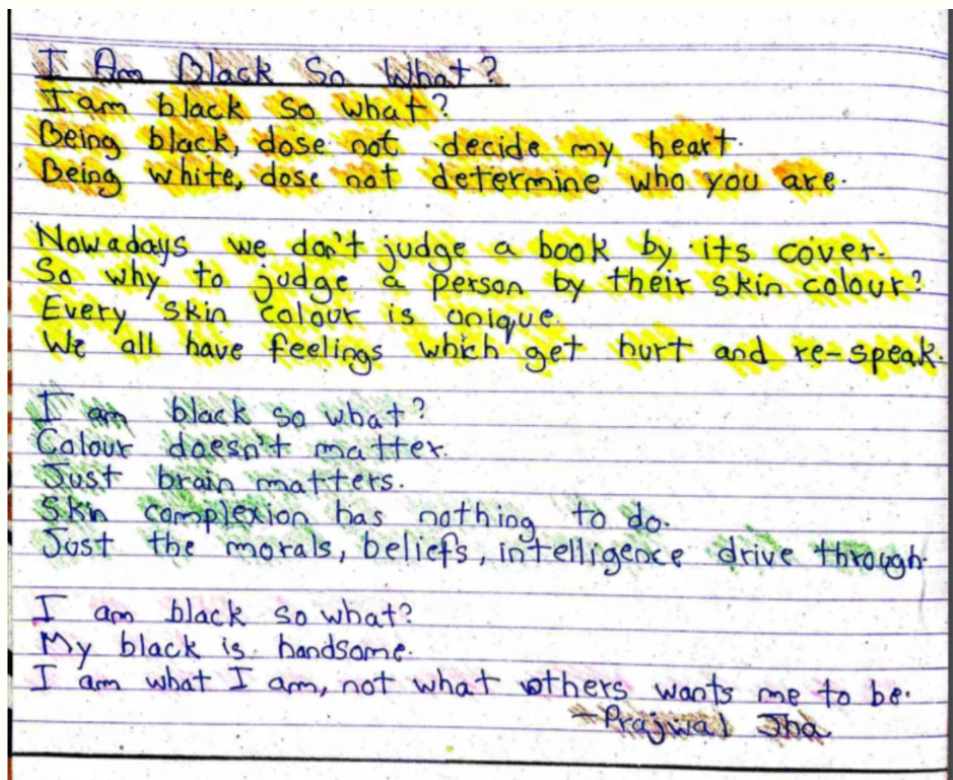 I Am Black So What?
I am black so what?
Being black, dose not decide my heart.
Being white, dose not determine who you are.
Nowadays we don't judge a book by its cover.
So why to judge a person by their skin colour?
Every skin colour is unique.
We all have feelings which get hurt and re-speak.
I am black so what?
Colour doesn't matter.
Just brain matters.
Skin complexion has nothing to do.
Just the morals, beliefs, intelligence drive through.
I am black so what?
My black is handsome.
I am what I am, not what others wants me to be.
-Prajwal Jha